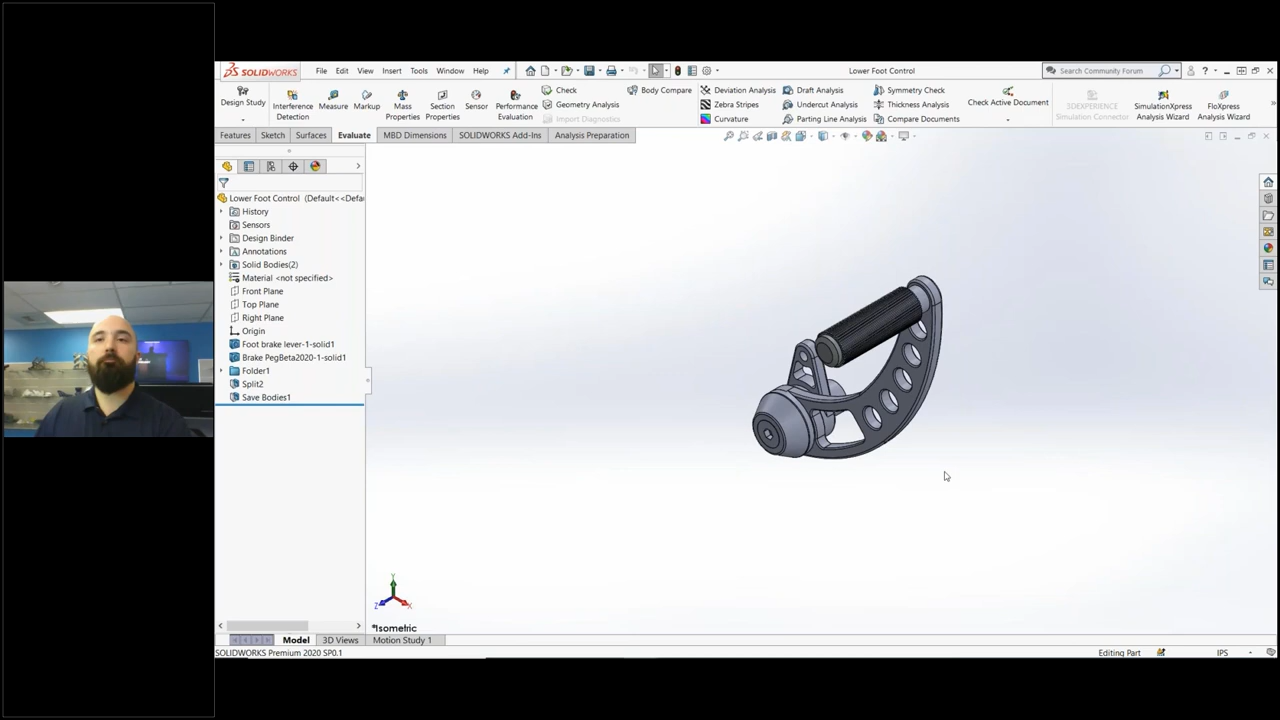 SOLIDWORKS File Edit View Insert Tools Window Help Lower Foot Control Search Community Forum
Design Study
Interference Detection
Measure
Markup
Mass Properties
Section Properties
Sensor
Performance Evaluation
Check
Geometry Analysis
Import Diagnostics
Body Compare
Deviation Analysis
Zebra Stripes
Curvature
Draft Analysis
Undercut Analysis
Parting Line Analysis
Symmetry Check
Thickness Analysis
Compare Documents
Check Active Document
3DEXPERIENCE Simulation Connector
SimulationXpress Analysis Wizard
FloXpress Analysis Wizard
Features Sketch Surfaces Evaluate MBD Dimensions SOLIDWORKS Add-Ins Analysis Preparation
Lower Foot Control (Default<<Defa
History
Sensors
Design Binder
Annotations
Solid Bodies(2)
Material <not specified>
Front Plane
Top Plane
Right Plane
Origin
Foot brake lever-1-solid1
Brake PegBeta2020-1-solid1
Folder1
Split2
Save Bodies1
Y
Z
X
*Isometric
Model 3D Views Motion Study 1
SOLIDWORKS Premium 2020 SP0.1 Editing Part IPS